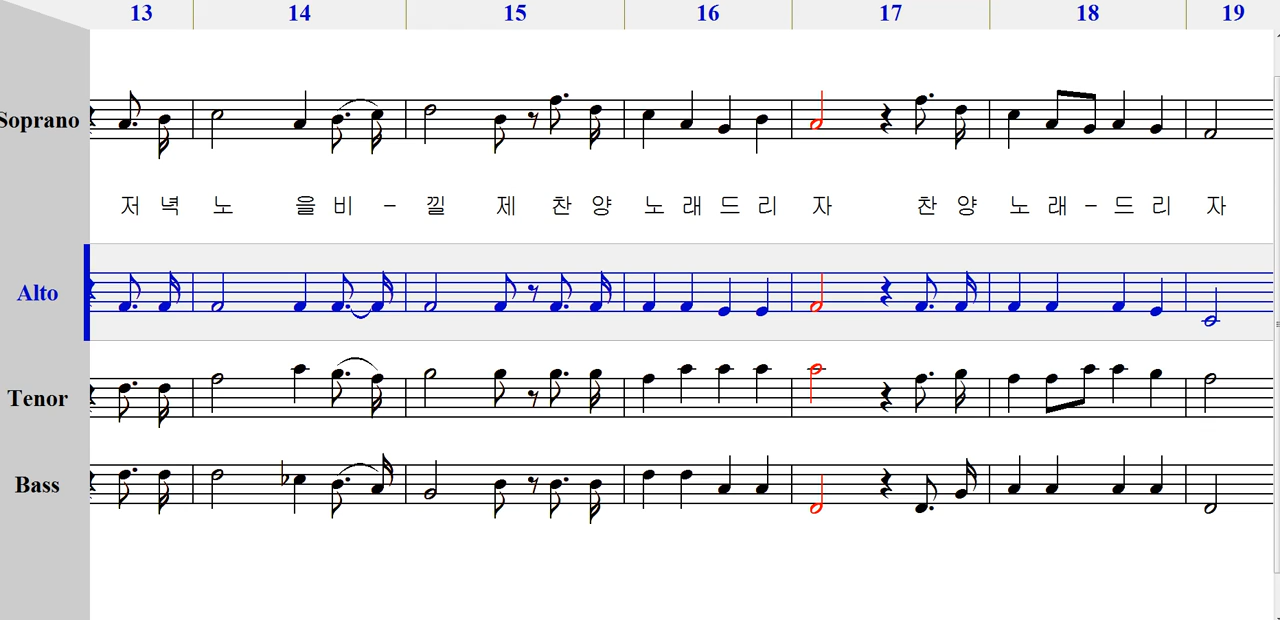 13 14 15 16 17 18 19
Soprano
저 녁 노 을 비 - 낄 제 찬 양 노 래 드 리 자 찬 양 노 래 - 드 리 자
Alto
Tenor
Bass